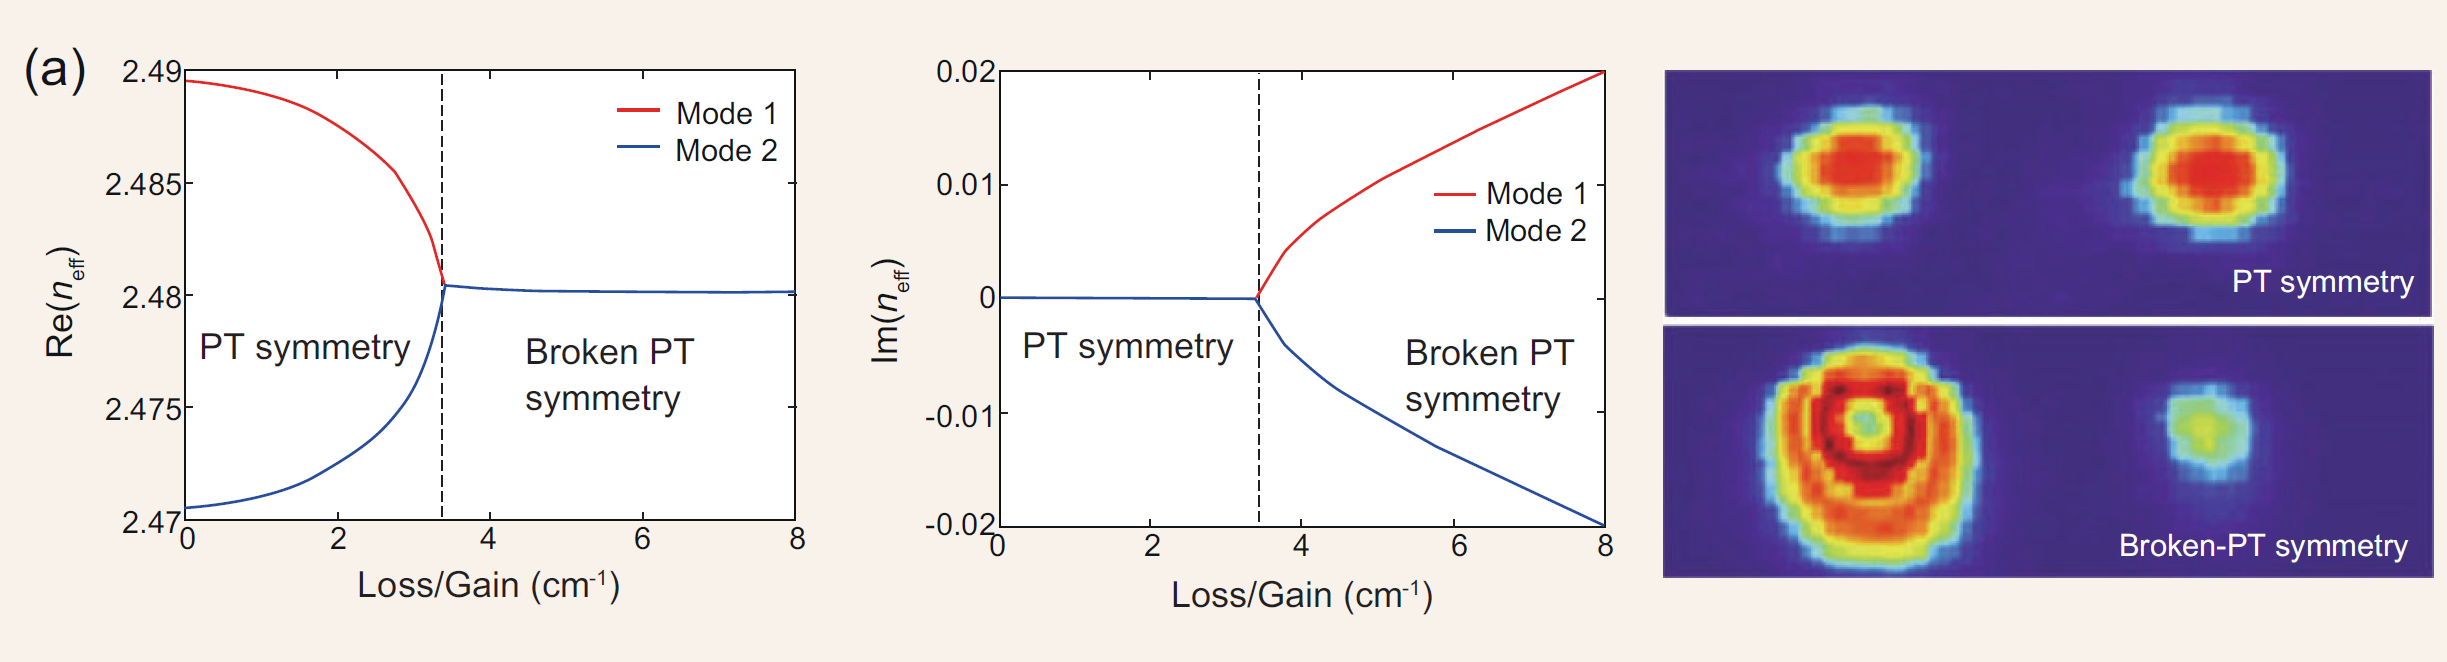 (a)
2.49
2.485
2.48
2.475
2.47
Re(n_eff)
0
2
4
6
8
Loss/Gain (cm⁻¹)
Mode 1
Mode 2
PT symmetry
Broken PT
symmetry
0.02
0.01
0
-0.01
-0.02
Im(n_eff)
0
2
4
6
8
Loss/Gain (cm⁻¹)
Mode 1
Mode 2
PT symmetry
Broken PT
symmetry
PT symmetry
Broken-PT symmetry